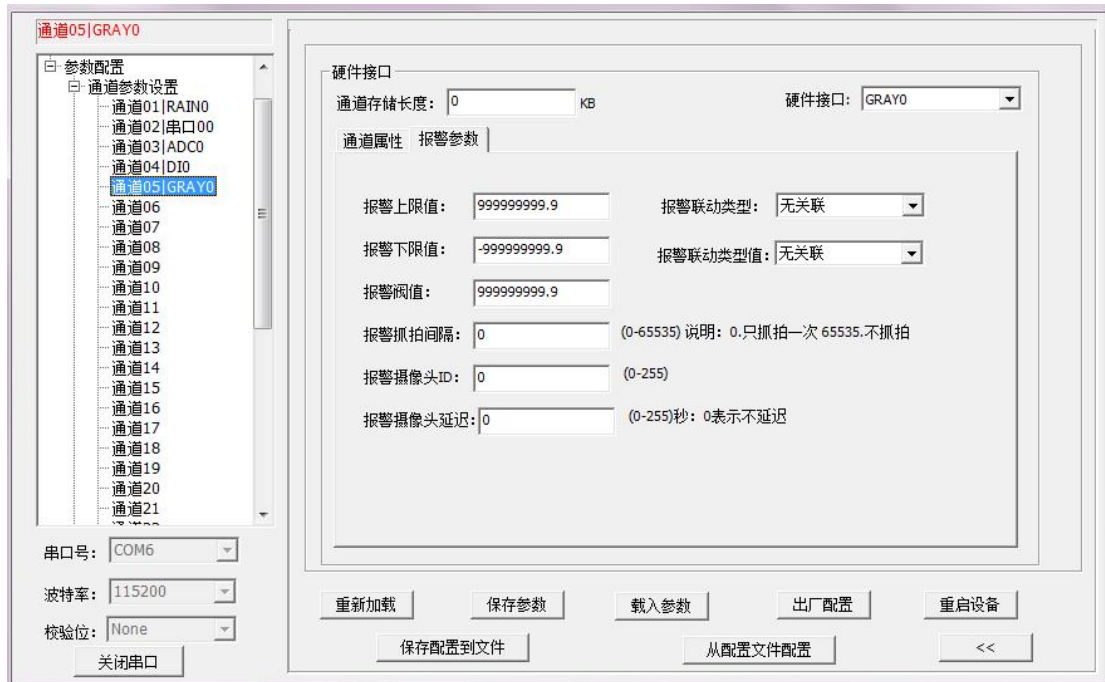 通道05|GRAY0
参数配置
通道参数设置
通道01|RAIN0
通道02|串口00
通道03|ADC0
通道04|DI0
通道05|GRAY0
通道06
通道07
通道08
通道09
通道10
通道11
通道12
通道13
通道14
通道15
通道16
通道17
通道18
通道19
通道20
通道21
串口号: COM6
波特率: 115200
校验位: None
关闭串口
硬件接口
通道存储长度: 0 KB 硬件接口: GRAY0
通道属性 报警参数
报警上限值: 999999999.9 报警联动类型: 无关联
报警下限值: -999999999.9 报警联动类型值: 无关联
报警阀值: 999999999.9
报警抓拍间隔: 0 (0-65535) 说明: 0.只抓拍一次 65535.不抓拍
报警摄像头ID: 0 (0-255)
报警摄像头延迟: 0 (0-255)秒: 0表示不延迟
重新加载 保存参数 载入参数 出厂配置 重启设备
保存配置到文件 从配置文件配置 <<